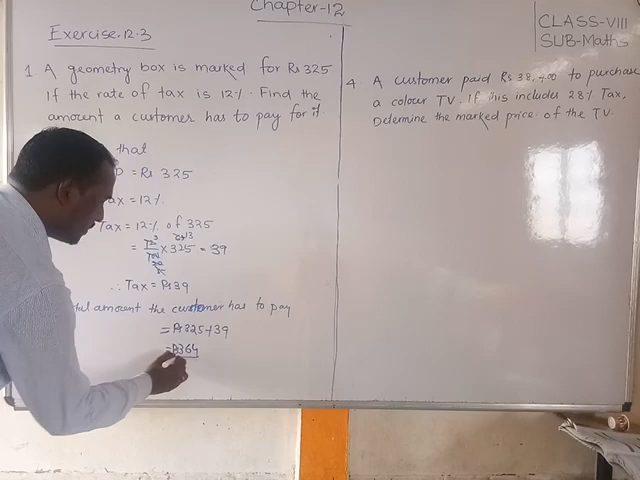 Chapter-12
CLASS-VIII
SUB-Maths
Exercise.12.3
1 A geometry box is marked for Rs 325
If the rate of tax is 12%. Find the
amount a customer has to pay for it.
that
= Rs 325
= 12%
Tax = 12% of 325
= × 325 = 39
∴ Tax = Rs 39
amount the customer has to pay
= Rs 325 + 39
= Rs 364
4 A customer paid Rs 38,400 to purchase
a colour TV. If this includes 28% Tax,
Determine the marked price of the TV.